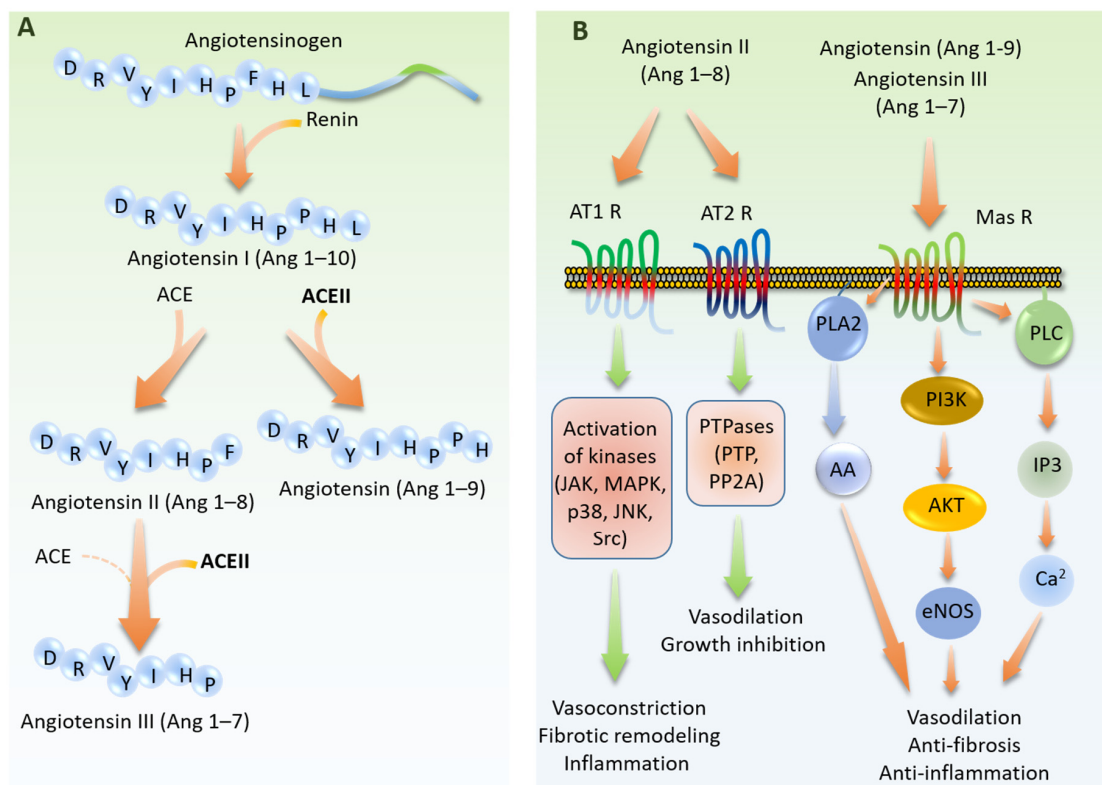 A
Angiotensinogen
D R V Y I H P F H L
Renin
D R V Y I H P P H L
Angiotensin I (Ang 1–10)
ACE
ACEII
D R V Y I H P F
D R V Y I H P P H
Angiotensin II (Ang 1–8)
Angiotensin (Ang 1–9)
ACE
ACEII
D R V Y I H P
Angiotensin III (Ang 1–7)
B
Angiotensin II
(Ang 1–8)
Angiotensin (Ang 1-9)
Angiotensin III
(Ang 1–7)
AT1 R
AT2 R
Mas R
PLA2
PLC
Activation
of kinases
(JAK, MAPK,
p38, JNK,
Src)
PTPases
(PTP,
PP2A)
AA
PI3K
AKT
eNOS
IP3
Ca²
Vasoconstriction
Fibrotic remodeling
Inflammation
Vasodilation
Growth inhibition
Vasodilation
Anti-fibrosis
Anti-inflammation